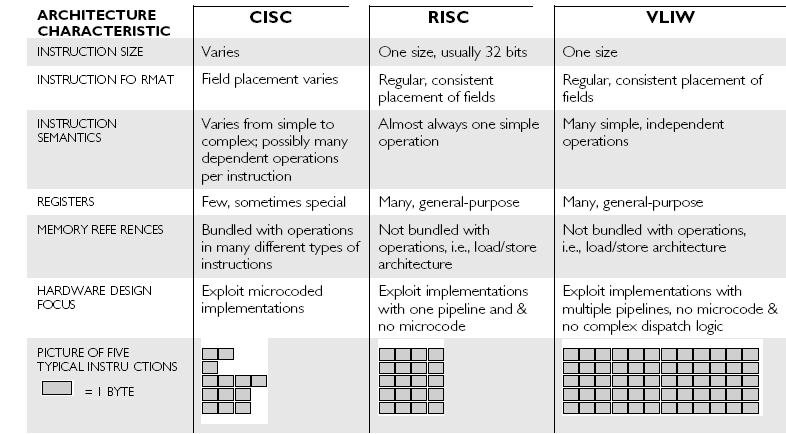 ARCHITECTURE CHARACTERISTIC CISC RISC VLIW
INSTRUCTION SIZE Varies One size, usually 32 bits One size
INSTRUCTION FO RMAT Field placement varies Regular, consistent placement of fields Regular, consistent placement of fields
INSTRUCTION SEMANTICS Varies from simple to complex; possibly many dependent operations per instruction Almost always one simple operation Many simple, independent operations
REGISTERS Few, sometimes special Many, general-purpose Many, general-purpose
MEMORY REFE RENCES Bundled with operations in many different types of instructions Not bundled with operations, i.e., load/store architecture Not bundled with operations, i.e., load/store architecture
HARDWARE DESIGN FOCUS Exploit microcoded implementations Exploit implementations with one pipeline and & no microcode Exploit implementations with multiple pipelines, no microcode & no complex dispatch logic
PICTURE OF FIVE TYPICAL INSTRU CTIONS
= 1 BYTE